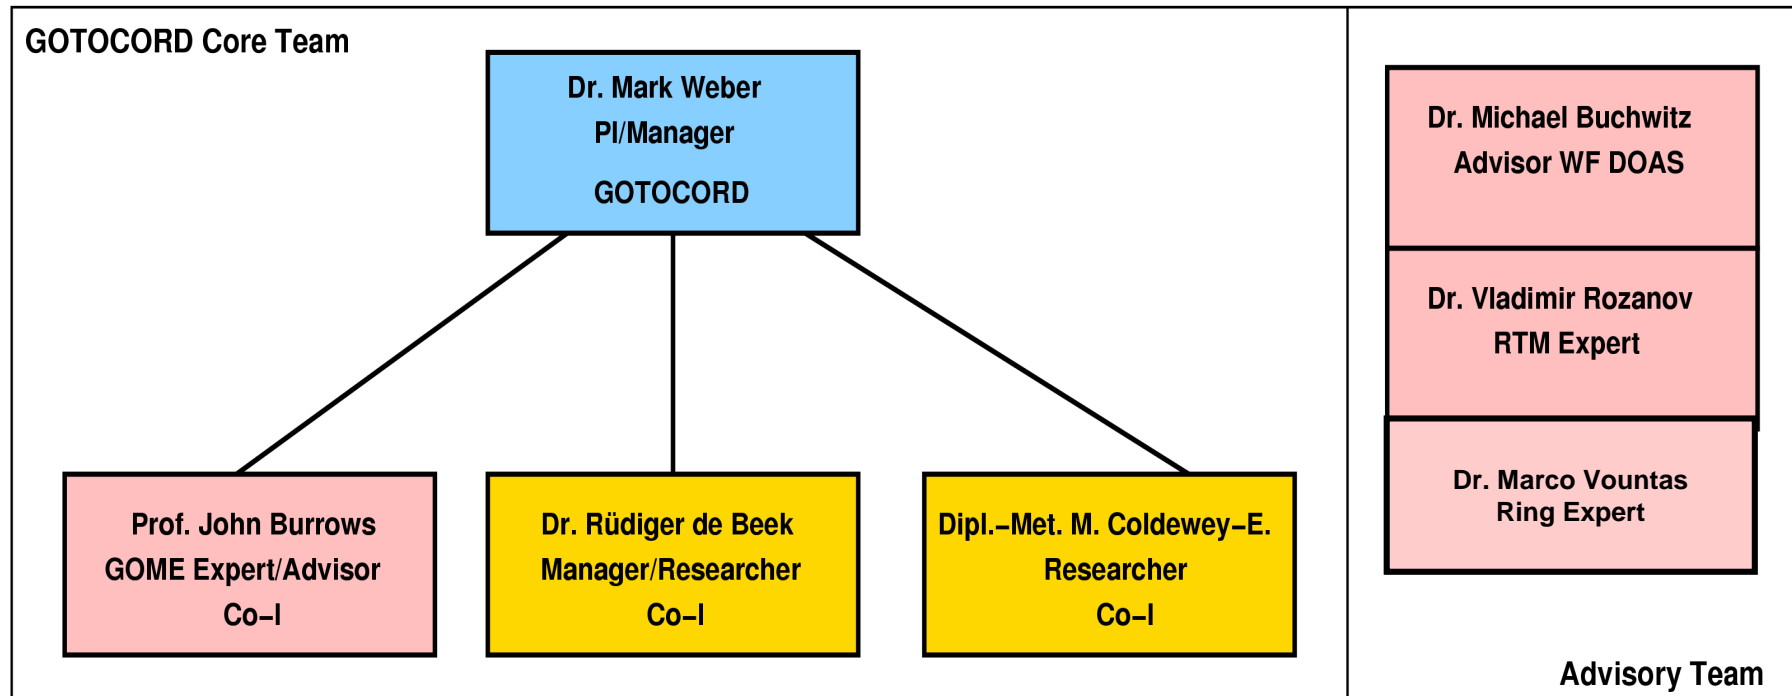 GOTOCORD Core Team
Dr. Mark Weber
PI/Manager
GOTOCORD
Prof. John Burrows
GOME Expert/Advisor
Co−I
Dr. Rüdiger de Beek
Manager/Researcher
Co−I
Dipl.−Met. M. Coldewey−E.
Researcher
Co−I
Dr. Michael Buchwitz
Advisor WF DOAS
Dr. Vladimir Rozanov
RTM Expert
Dr. Marco Vountas
Ring Expert
Advisory Team